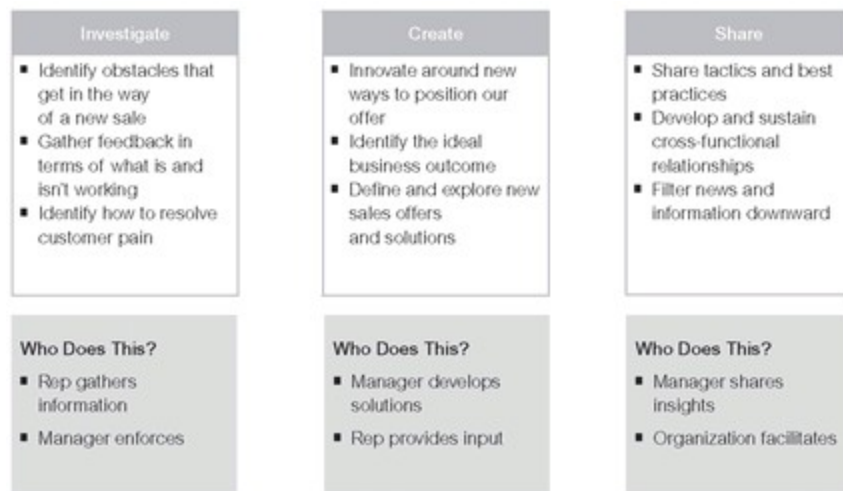 Investigate
■ Identify obstacles that
get in the way
of a new sale
■ Gather feedback in
terms of what is and
isn't working
■ Identify how to resolve
customer pain
Who Does This?
■ Rep gathers
information
■ Manager enforces
Create
■ Innovate around new
ways to position our
offer
■ Identify the ideal
business outcome
■ Define and explore new
sales offers
and solutions
Who Does This?
■ Manager develops
solutions
■ Rep provides input
Share
■ Share tactics and best
practices
■ Develop and sustain
cross-functional
relationships
■ Filter news and
information downward
Who Does This?
■ Manager shares
insights
■ Organization facilitates